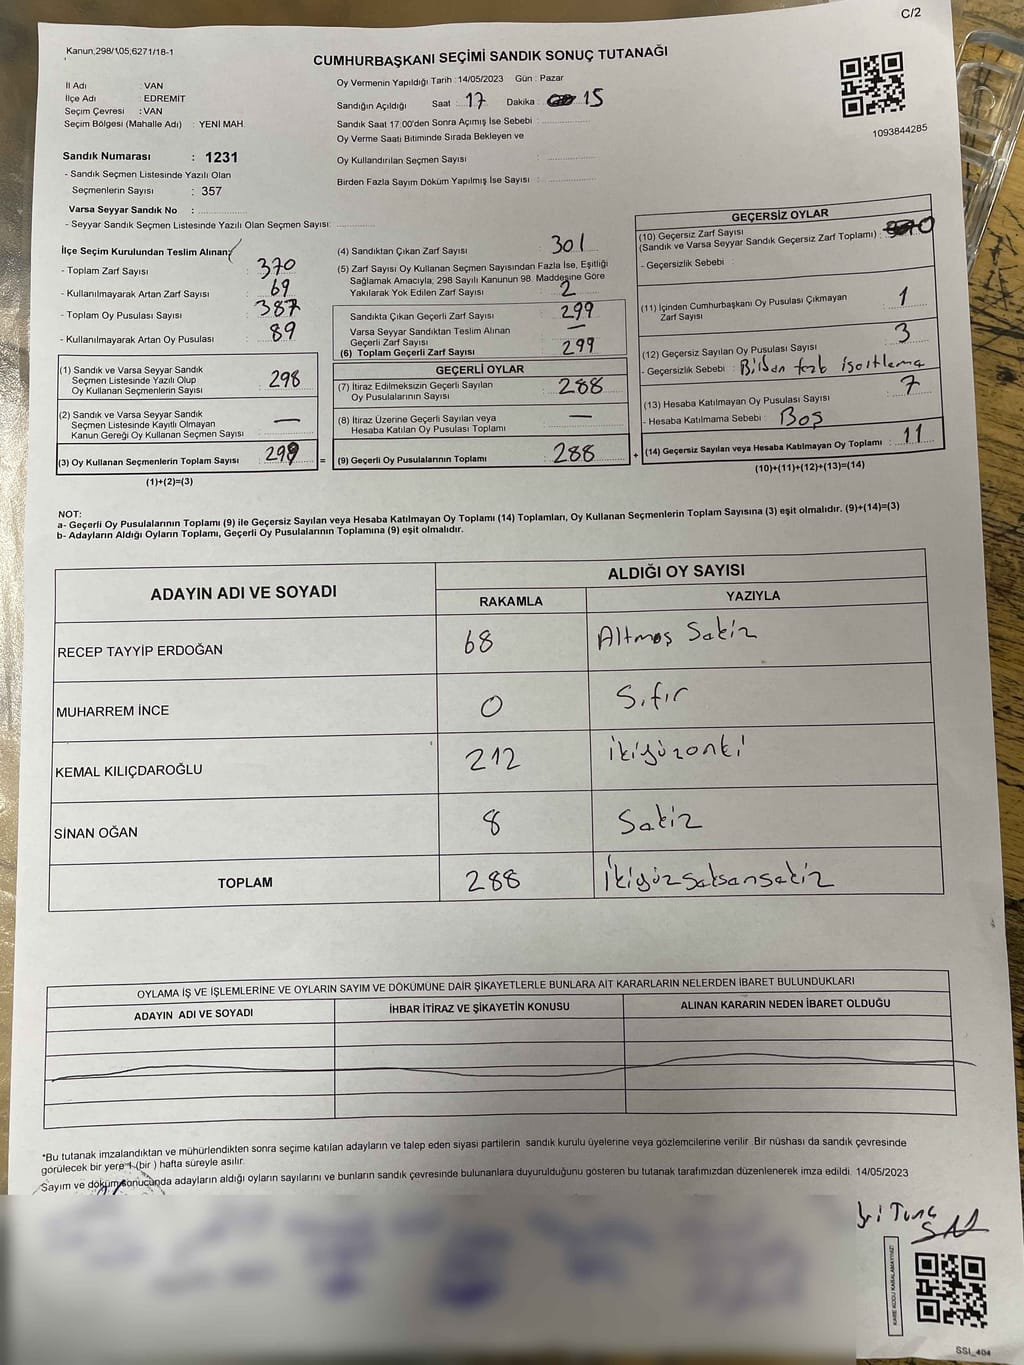 C/2
Kanun,298/105,6271/18-1
CUMHURBAŞKANI SEÇİMİ SANDIK SONUÇ TUTANAĞI
İl Adı : VAN
İlçe Adı : EDREMIT
Seçim Çevresi : VAN
Seçim Bölgesi (Mahalle Adı) : YENİ MAH.
Oy Vermenin Yapıldığı Tarih : 14/05/2023 Gün : Pazar
Sandığın Açıldığı Saat : 17 Dakika : 15
Sandık Saat 17:00'den Sonra Açımış İse Sebebi :
Oy Verme Saati Bitiminde Sırada Bekleyen ve
Oy Kullandırılan Seçmen Sayısı :
Birden Fazla Sayım Döküm Yapılmış İse Sayısı :
1093844285
Sandık Numarası : 1231
- Sandık Seçmen Listesinde Yazılı Olan
Seçmenlerin Sayısı : 357
Varsa Seyyar Sandık No :
- Seyyar Sandık Seçmen Listesinde Yazılı Olan Seçmen Sayısı:
İlçe Seçim Kurulundan Teslim Alınan;
- Toplam Zarf Sayısı : 370
- Kullanılmayarak Artan Zarf Sayısı : 69
- Toplam Oy Pusulası Sayısı : 387
- Kullanılmayarak Artan Oy Pusulası : 89
(1) Sandık ve Varsa Seyyar Sandık
Seçmen Listesinde Yazılı Olup
Oy Kullanan Seçmenlerin Sayısı : 298
(2) Sandık ve Varsa Seyyar Sandık
Seçmen Listesinde Kayıtlı Olmayan
Kanun Gereği Oy Kullanan Seçmen Sayısı : —
(3) Oy Kullanan Seçmenlerin Toplam Sayısı : 299
(1)+(2)=(3)
(4) Sandıktan Çıkan Zarf Sayısı : 301
(5) Zarf Sayısı Oy Kullanan Seçmen Sayısından Fazla İse, Eşitliği
Sağlamak Amacıyla; 298 Sayılı Kanunun 98. Maddesine Göre
Yakılarak Yok Edilen Zarf Sayısı : 2
Sandıkta Çıkan Geçerli Zarf Sayısı : 299
Varsa Seyyar Sandıktan Teslim Alınan
Geçerli Zarf Sayısı : —
(6) Toplam Geçerli Zarf Sayısı : 299
GEÇERLİ OYLAR
(7) İtiraz Edilmeksizin Geçerli Sayılan
Oy Pusulalarının Sayısı : 288
(8) İtiraz Üzerine Geçerli Sayılan veya
Hesaba Katılan Oy Pusulası Toplamı : —
= (9) Geçerli Oy Pusulalarının Toplamı : 288
GEÇERSİZ OYLAR
(10) Geçersiz Zarf Sayısı
(Sandık ve Varsa Seyyar Sandık Geçersiz Zarf Toplamı) : 0
- Geçersizlik Sebebi :
(11) İçinden Cumhurbaşkanı Oy Pusulası Çıkmayan
Zarf Sayısı : 1
(12) Geçersiz Sayılan Oy Pusulası Sayısı : 3
- Geçersizlik Sebebi : Birden fazla işaretleme
(13) Hesaba Katılmayan Oy Pusulası Sayısı : 7
- Hesaba Katılmama Sebebi : Boş
+ (14) Geçersiz Sayılan veya Hesaba Katılmayan Oy Toplamı : 11
(10)+(11)+(12)+(13)=(14)
NOT:
a- Geçerli Oy Pusulalarının Toplamı (9) ile Geçersiz Sayılan veya Hesaba Katılmayan Oy Toplamı (14) Toplamları, Oy Kullanan Seçmenlerin Toplam Sayısına (3) eşit olmalıdır. (9)+(14)=(3)
b- Adayların Aldığı Oyların Toplamı, Geçerli Oy Pusulalarının Toplamına (9) eşit olmalıdır.
ADAYIN ADI VE SOYADI
ALDIĞI OY SAYISI
RAKAMLA YAZIYLA
RECEP TAYYİP ERDOĞAN 68 Altmış Sekiz
MUHARREM İNCE 0 Sıfır
KEMAL KILIÇDAROĞLU 212 ikiyüzoniki
SİNAN OĞAN 8 Sekiz
TOPLAM 288 ikiyüzseksensekiz
OYLAMA İŞ VE İŞLEMLERİNE VE OYLARIN SAYIM VE DÖKÜMÜNE DAİR ŞİKAYETLERLE BUNLARA AİT KARARLARIN NELERDEN İBARET BULUNDUKLARI
ADAYIN ADI VE SOYADI İHBAR İTİRAZ VE ŞİKAYETİN KONUSU ALINAN KARARIN NEDEN İBARET OLDUĞU
*Bu tutanak imzalandıktan ve mühürlendikten sonra seçime katılan adayların ve talep eden siyasi partilerin sandık kurulu üyelerine veya gözlemcilerine verilir .Bir nüshası da sandık çevresinde
görülecek bir yere 1 (bir ) hafta süreyle asılır.
Sayım ve döküm sonucunda adayların aldığı oyların sayılarını ve bunların sandık çevresinde bulunanlara duyurulduğunu gösteren bu tutanak tarafımızdan düzenlenerek imza edildi. 14/05/2023
KARE KODU KARALAMAYINIZ!
SSI_404